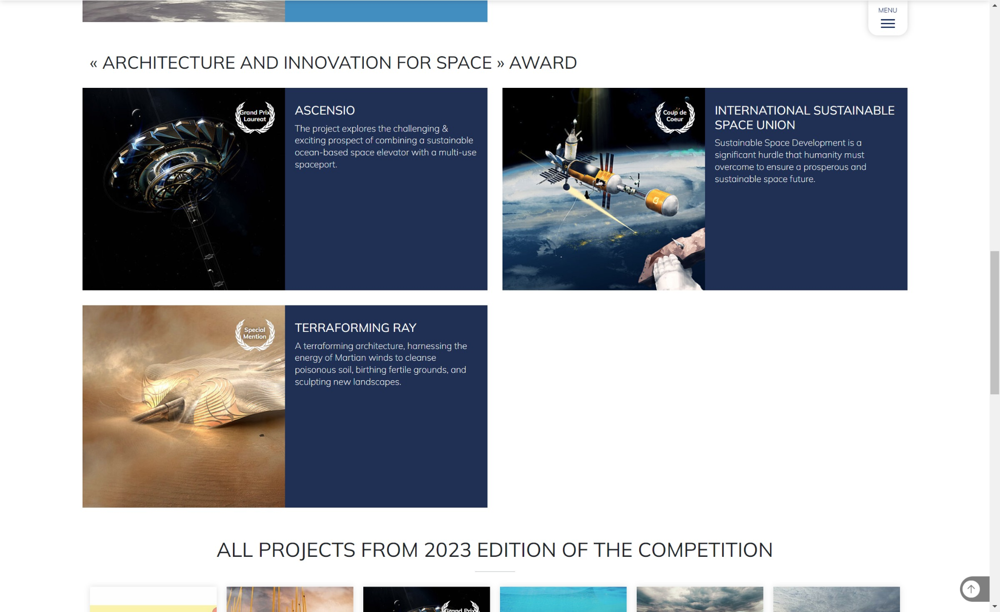 MENU
« ARCHITECTURE AND INNOVATION FOR SPACE » AWARD
Grand Prix
Laureat
ASCENSIO
The project explores the challenging &
exciting prospect of combining a sustainable
ocean-based space elevator with a multi-use
spaceport.
Coup de
Coeur
INTERNATIONAL SUSTAINABLE
SPACE UNION
Sustainable Space Development is a
significant hurdle that humanity must
overcome to ensure a prosperous and
sustainable space future.
Special
Mention
TERRAFORMING RAY
A terraforming architecture, harnessing the
energy of Martian winds to cleanse
poisonous soil, birthing fertile grounds, and
sculpting new landscapes.
ALL PROJECTS FROM 2023 EDITION OF THE COMPETITION
Grand Prix